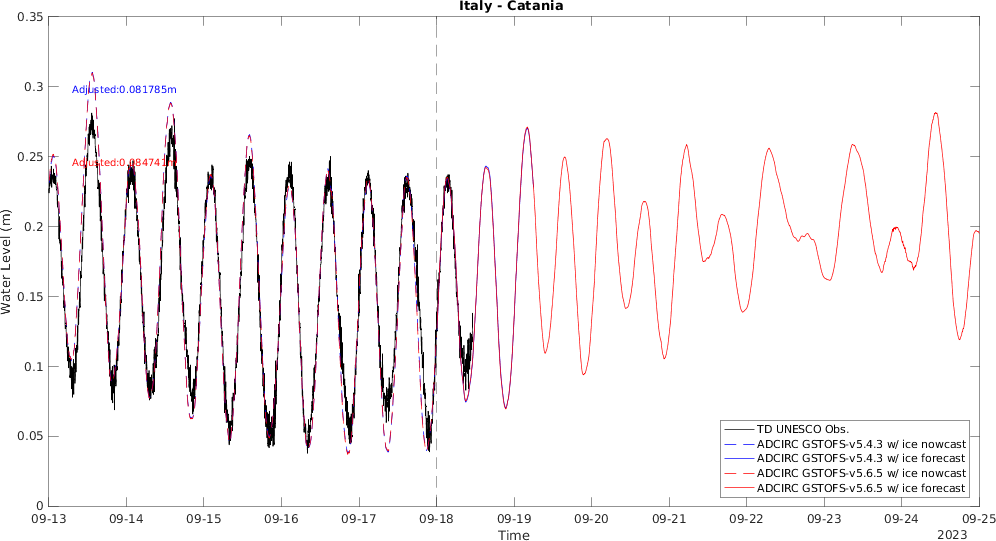 Italy - Catania
0.35
0.3
0.25
0.2
0.15
0.1
0.05
0
Water Level (m)
Adjusted:0.081785m
Adjusted:0.084741m
TD UNESCO Obs.
ADCIRC GSTOFS-v5.4.3 w/ ice nowcast
ADCIRC GSTOFS-v5.4.3 w/ ice forecast
ADCIRC GSTOFS-v5.6.5 w/ ice nowcast
ADCIRC GSTOFS-v5.6.5 w/ ice forecast
09-13 09-14 09-15 09-16 09-17 09-18 09-19 09-20 09-21 09-22 09-23 09-24 09-25
Time
2023